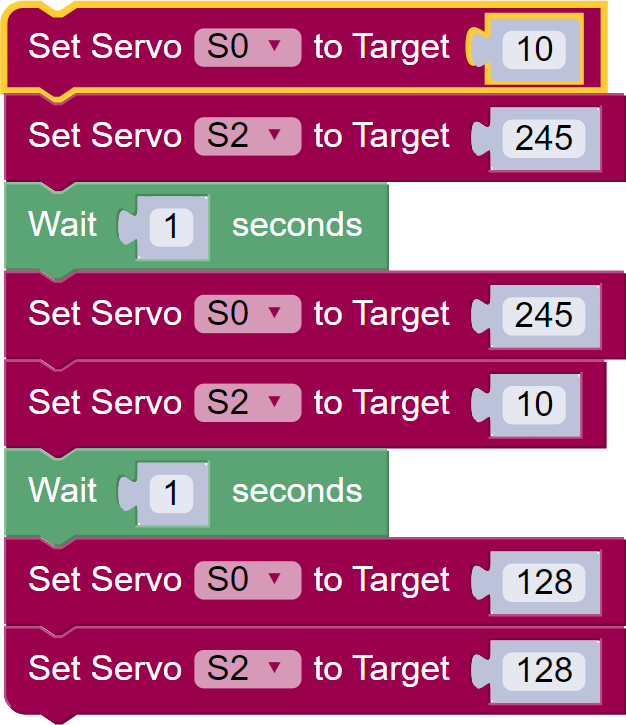 Set Servo S0 to Target 10
Set Servo S2 to Target 245
Wait 1 seconds
Set Servo S0 to Target 245
Set Servo S2 to Target 10
Wait 1 seconds
Set Servo S0 to Target 128
Set Servo S2 to Target 128